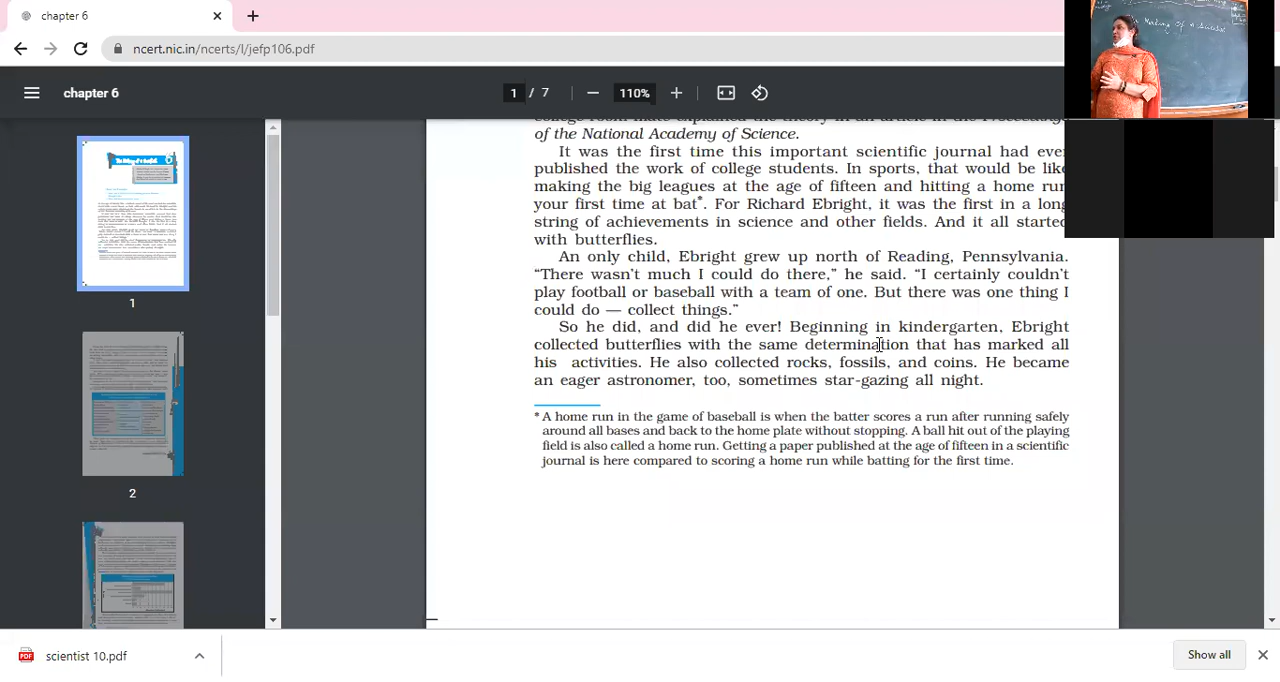 chapter 6
ncert.nic.in/ncerts/l/jefp106.pdf
Making of a Scientist
chapter 6
1 / 7
110%
of the National Academy of Science.
It was the first time this important scientific journal had ever
published the work of college students. In sports, that would be like
making the big leagues at the age of fifteen and hitting a home run
your first time at bat*. For Richard Ebright, it was the first in a long
string of achievements in science and other fields. And it all started
with butterflies.
An only child, Ebright grew up north of Reading, Pennsylvania.
“There wasn't much I could do there,” he said. “I certainly couldn't
play football or baseball with a team of one. But there was one thing I
could do — collect things.”
So he did, and did he ever! Beginning in kindergarten, Ebright
collected butterflies with the same determination that has marked all
his activities. He also collected rocks, fossils, and coins. He became
an eager astronomer, too, sometimes star-gazing all night.
* A home run in the game of baseball is when the batter scores a run after running safely
around all bases and back to the home plate without stopping. A ball hit out of the playing
field is also called a home run. Getting a paper published at the age of fifteen in a scientific
journal is here compared to scoring a home run while batting for the first time.
1
2
scientist 10.pdf
Show all